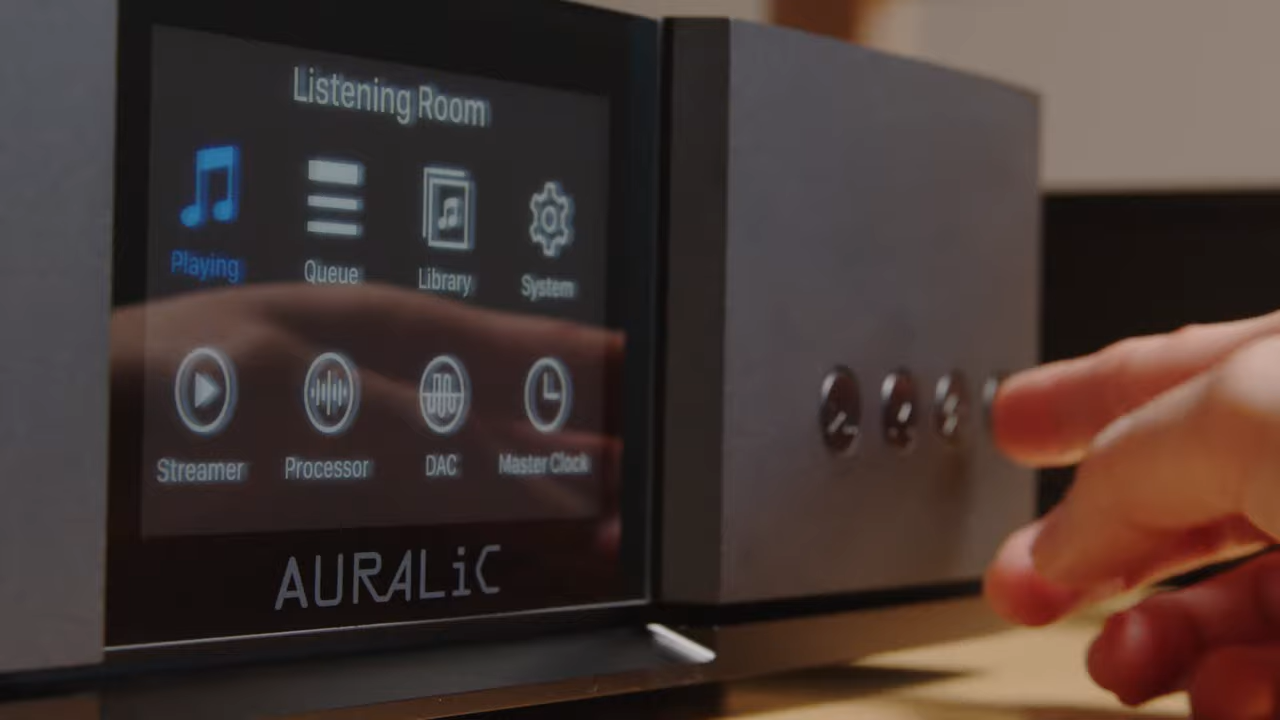 Listening Room
Playing Queue Library System
Streamer Processor DAC Master Clock
AURALiC